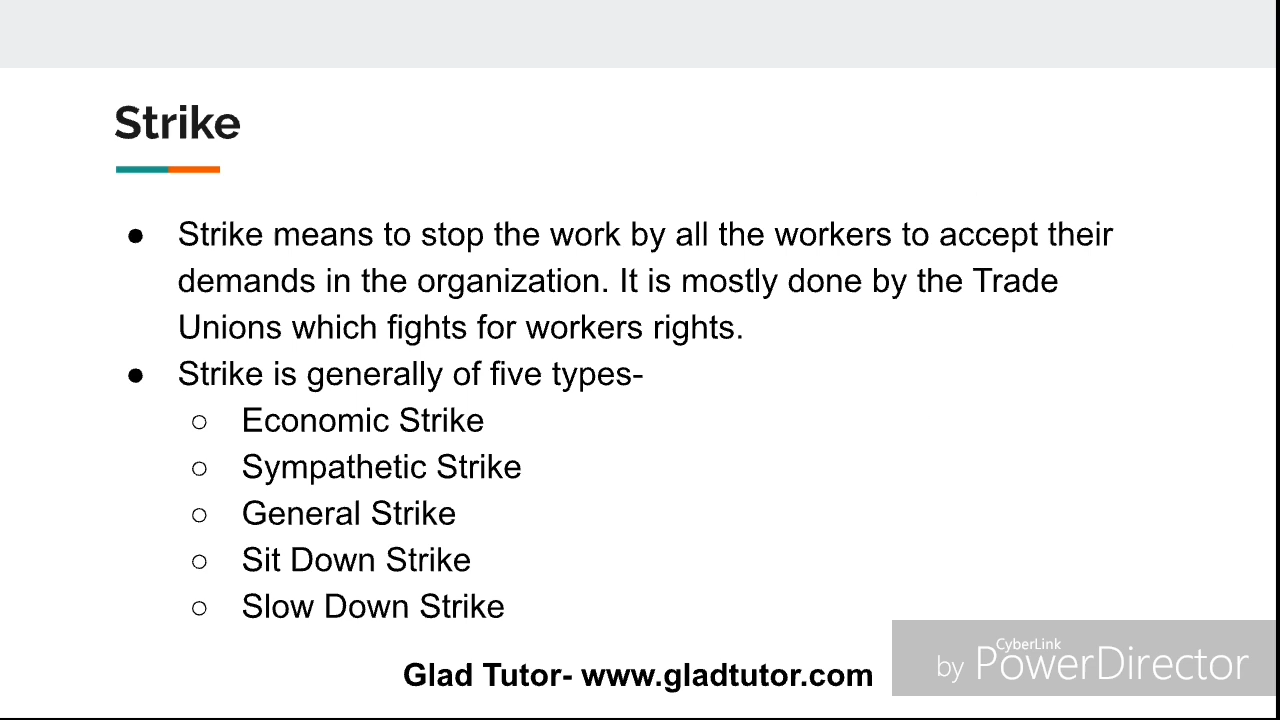 Strike
● Strike means to stop the work by all the workers to accept their
demands in the organization. It is mostly done by the Trade
Unions which fights for workers rights.
● Strike is generally of five types-
○ Economic Strike
○ Sympathetic Strike
○ General Strike
○ Sit Down Strike
○ Slow Down Strike
Glad Tutor- www.gladtutor.com
CyberLink
by PowerDirector